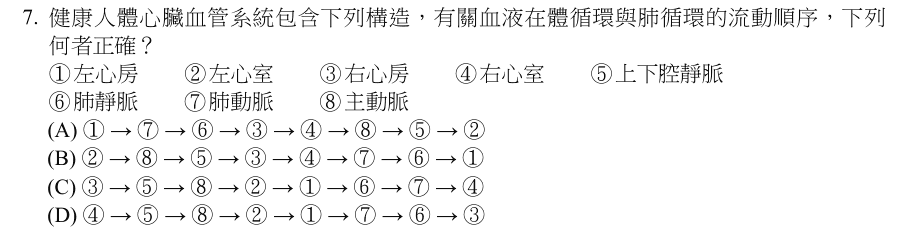 7. 健康人體心臟血管系統包含下列構造，有關血液在體循環與肺循環的流動順序，下列
何者正確？
①左心房 ②左心室 ③右心房 ④右心室 ⑤上下腔靜脈
⑥肺靜脈 ⑦肺動脈 ⑧主動脈
(A) ① → ⑦ → ⑥ → ③ → ④ → ⑧ → ⑤ → ②
(B) ② → ⑧ → ⑤ → ③ → ④ → ⑦ → ⑥ → ①
(C) ③ → ⑤ → ⑧ → ② → ① → ⑥ → ⑦ → ④
(D) ④ → ⑤ → ⑧ → ② → ① → ⑦ → ⑥ → ③